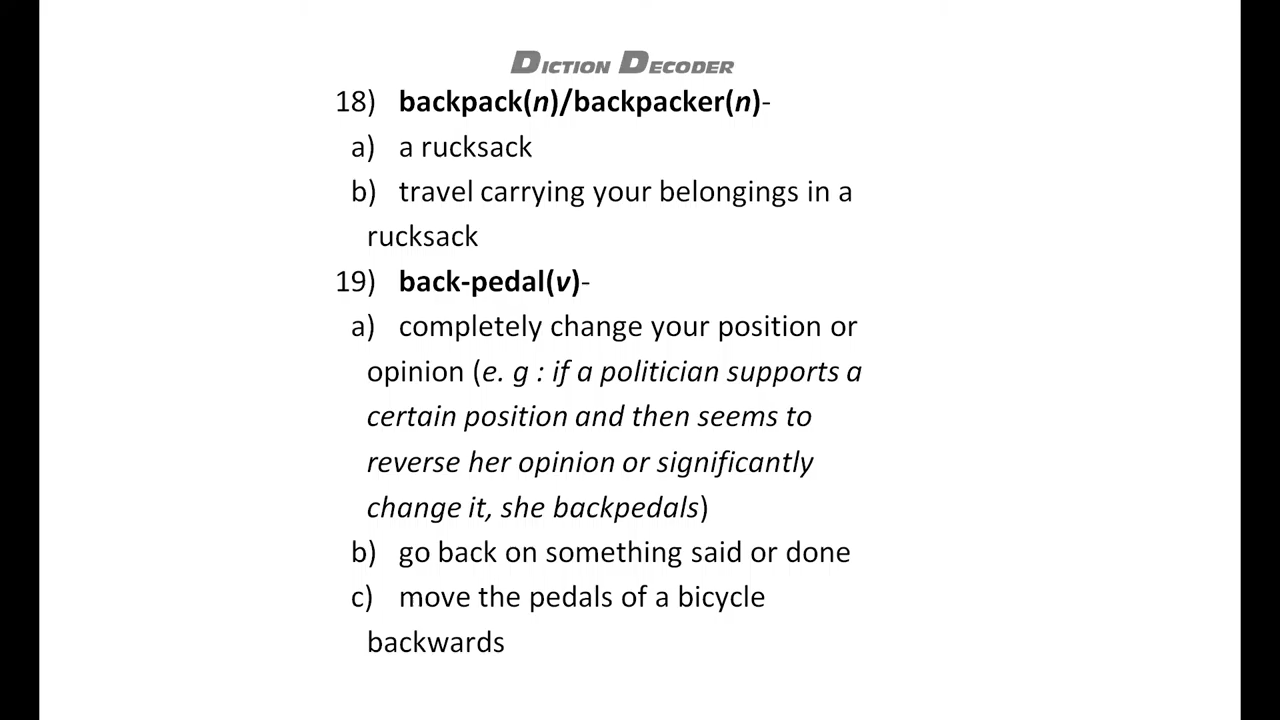 DICTION DECODER
18) backpack(n)/backpacker(n)-
a) a rucksack
b) travel carrying your belongings in a
rucksack
19) back-pedal(v)-
a) completely change your position or
opinion (e. g : if a politician supports a
certain position and then seems to
reverse her opinion or significantly
change it, she backpedals)
b) go back on something said or done
c) move the pedals of a bicycle
backwards